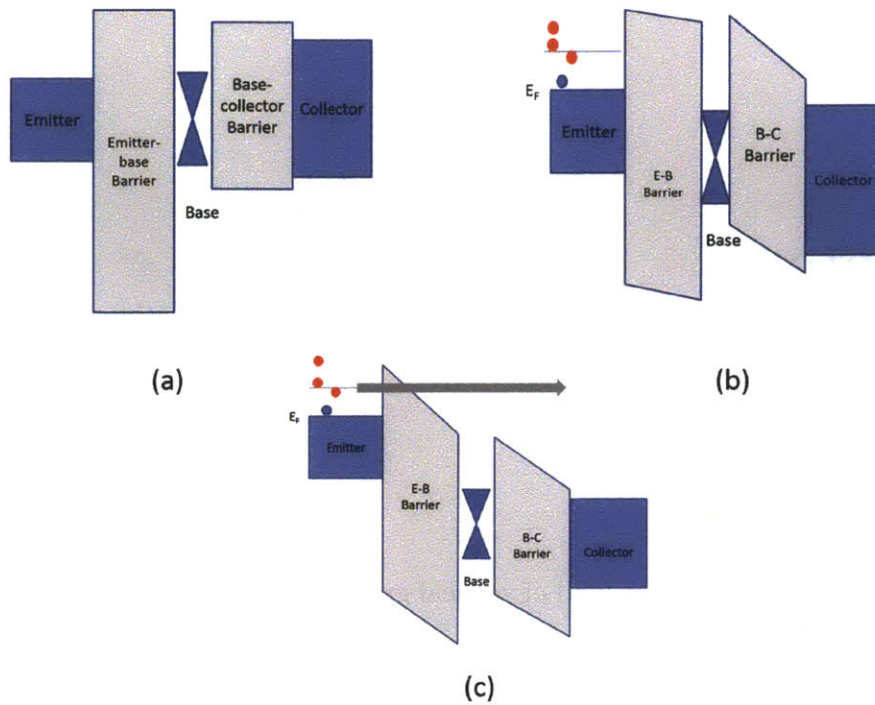 Emitter
Emitter-
base
Barrier
Base
Base-
collector
Barrier
Collector
(a)
E_F
Emitter
E-B
Barrier
Base
B-C
Barrier
Collector
(b)
E_F
Emitter
E-B
Barrier
Base
B-C
Barrier
Collector
(c)